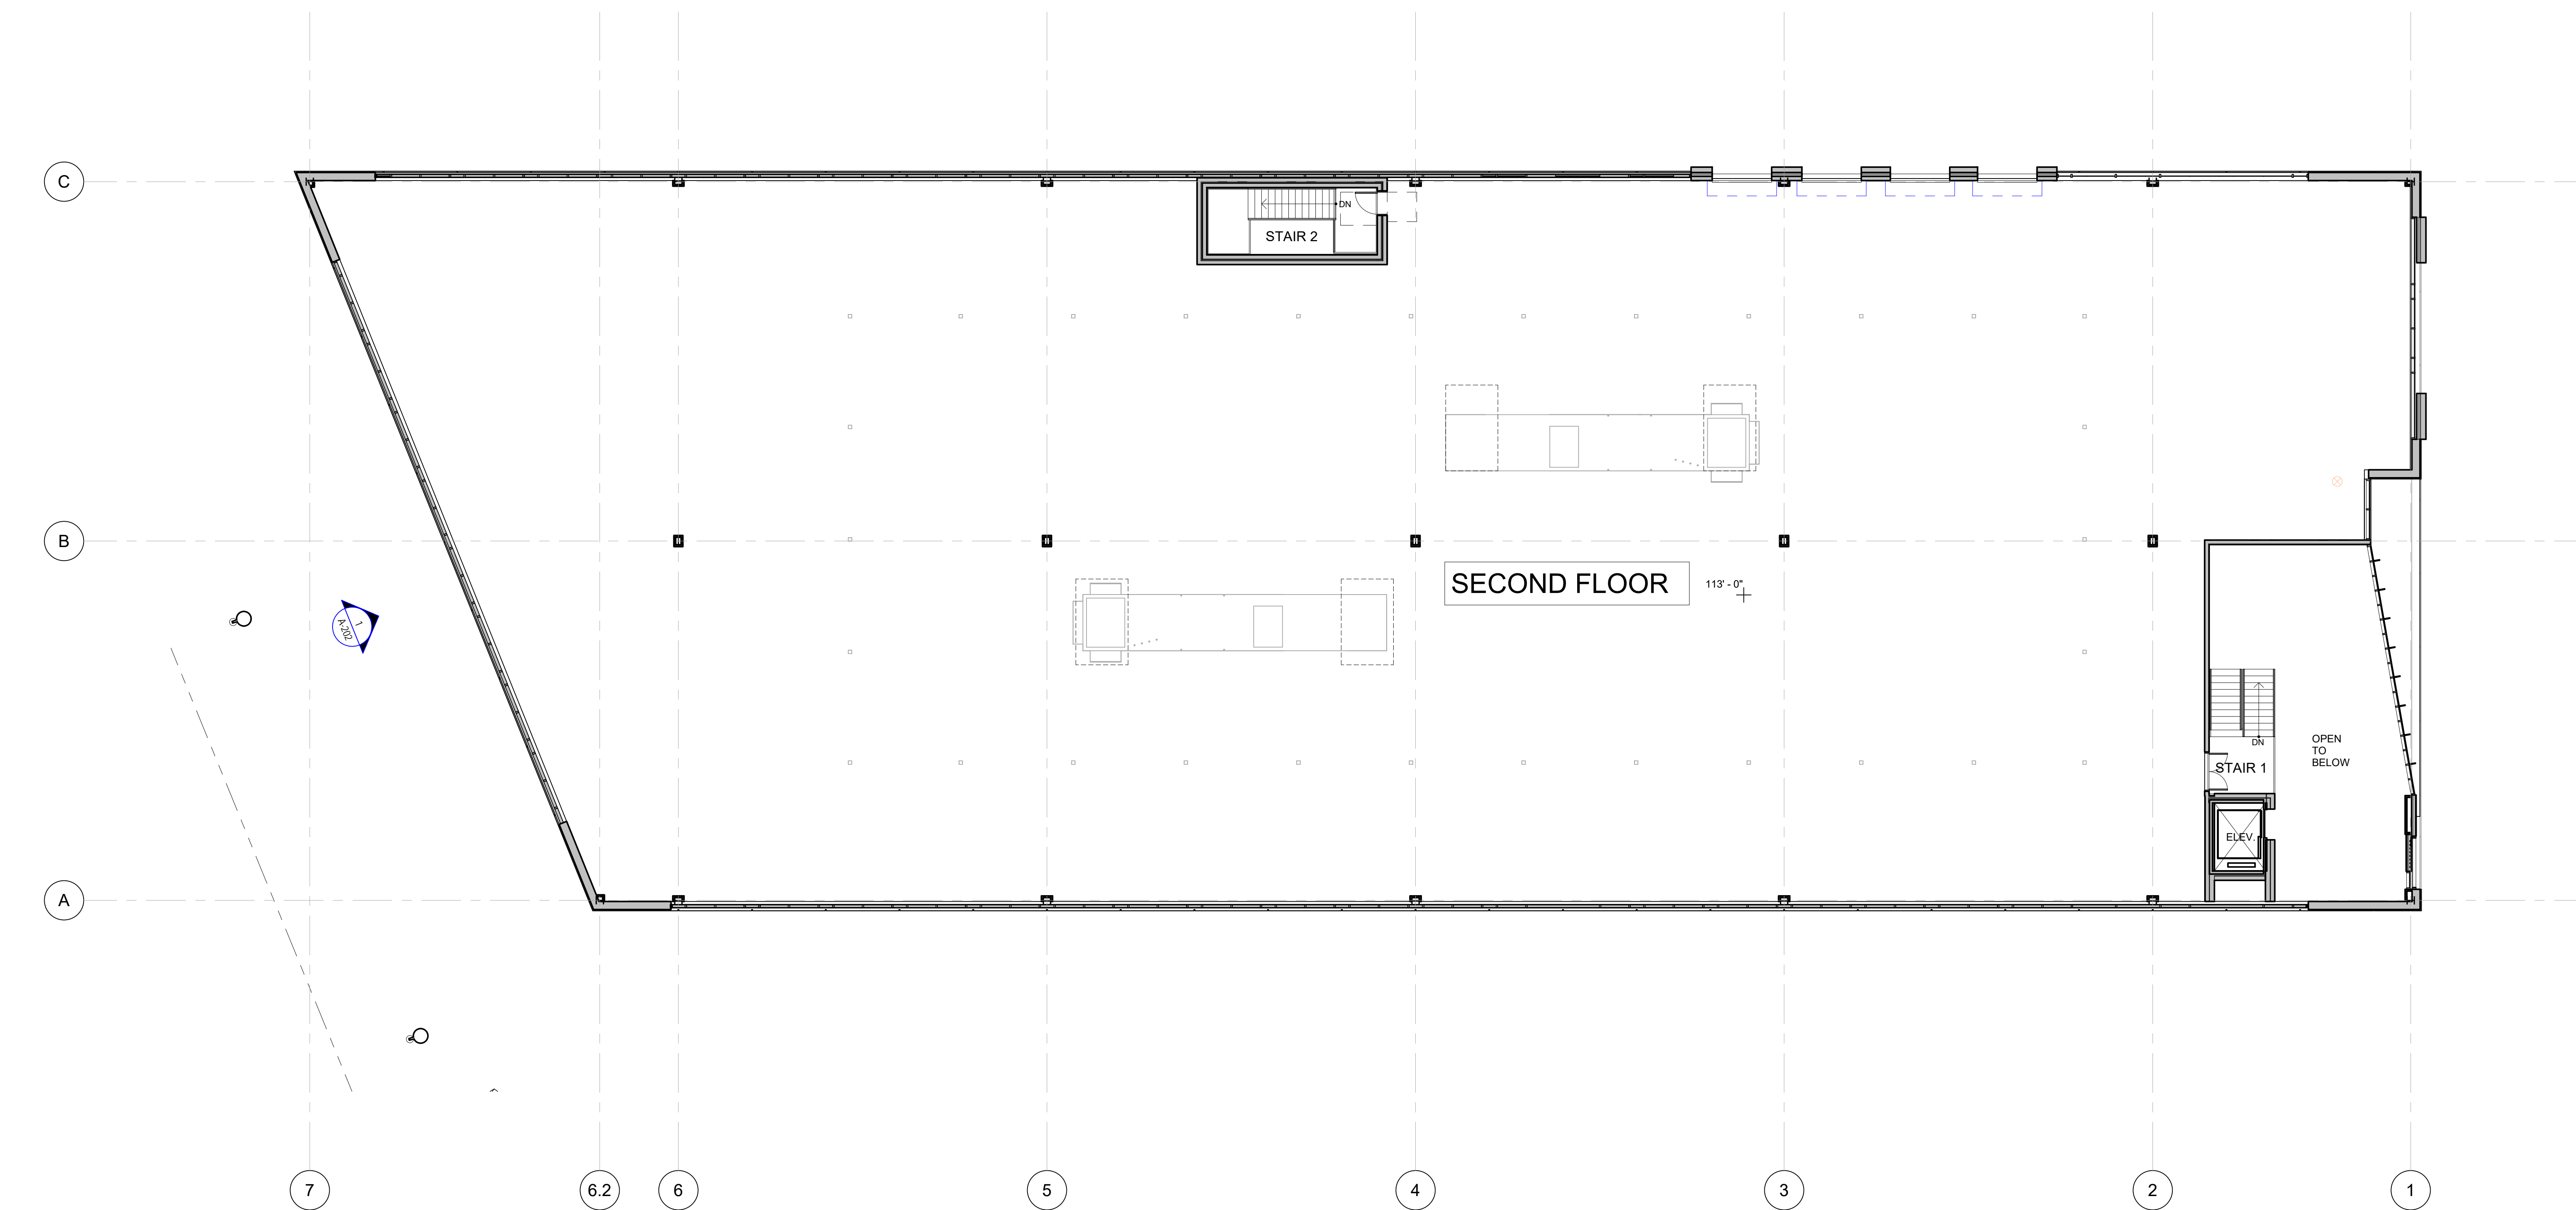 C
DN
STAIR 2
B
SECOND FLOOR
113' - 0"
1
A-202
OPEN
TO
BELOW
DN
STAIR 1
ELEV.
A
7
6.2
6
5
4
3
2
1